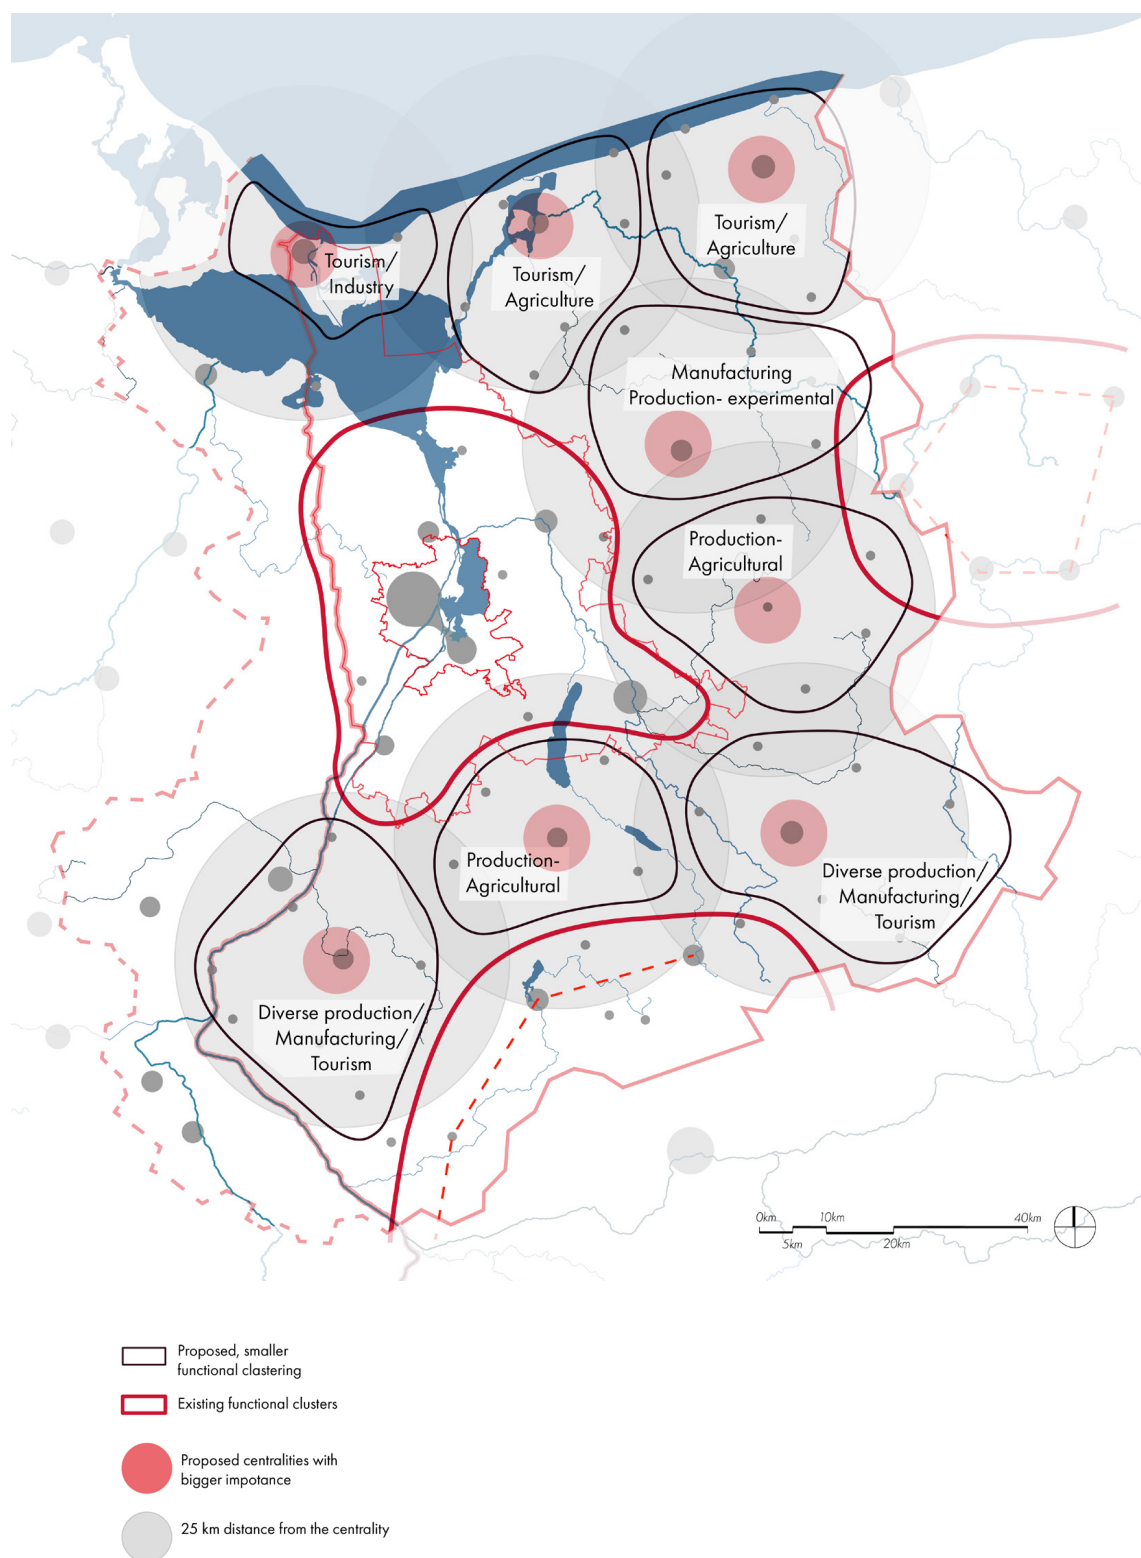 Tourism/
Agriculture
Tourism/
Industry
Tourism/
Agriculture
Manufacturing
Production- experimental
Production-
Agricultural
Production-
Agricultural
Diverse production/
Manufacturing/
Tourism
Diverse production/
Manufacturing/
Tourism
0km
10km
40km
5km
20km
Proposed, smaller
functional clastering
Existing functional clusters
Proposed centralities with
bigger impotance
25 km distance from the centrality